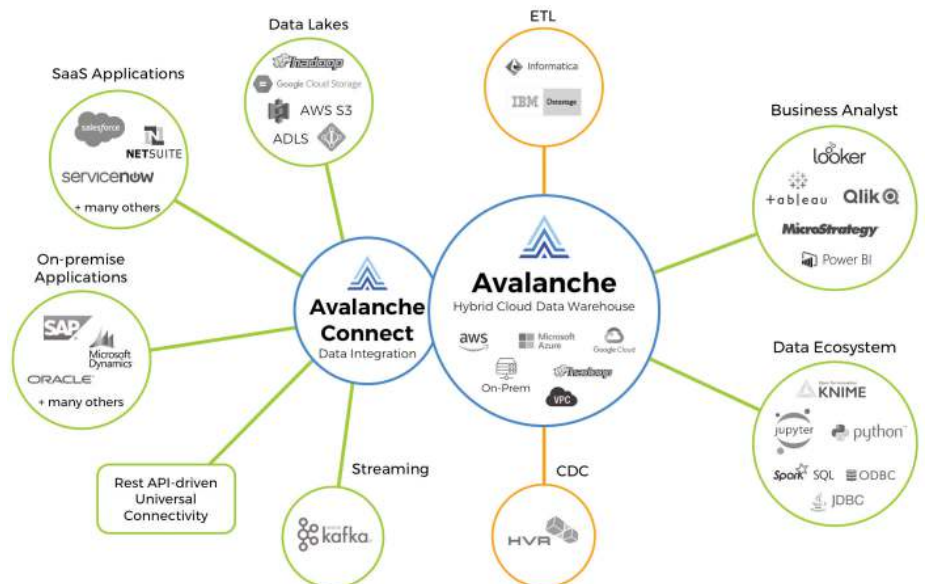 Data Lakes
hadoop
Google Cloud Storage
AWS S3
ADLS
ETL
Informatica
IBM Datastage
SaaS Applications
salesforce
NETSUITE
servicenow
+ many others
Business Analyst
looker
+ableau
Qlik
MicroStrategy
Power BI
On-premise
Applications
SAP
Microsoft
Dynamics
ORACLE
+ many others
Avalanche
Connect
Data Integration
Avalanche
Hybrid Cloud Data Warehouse
aws
Microsoft
Azure
Google Cloud
On-Prem
hadoop
VPC
Data Ecosystem
KNIME
jupyter
python
Spark SQL
ODBC
JDBC
Rest API-driven
Universal
Connectivity
Streaming
kafka
CDC
HVR